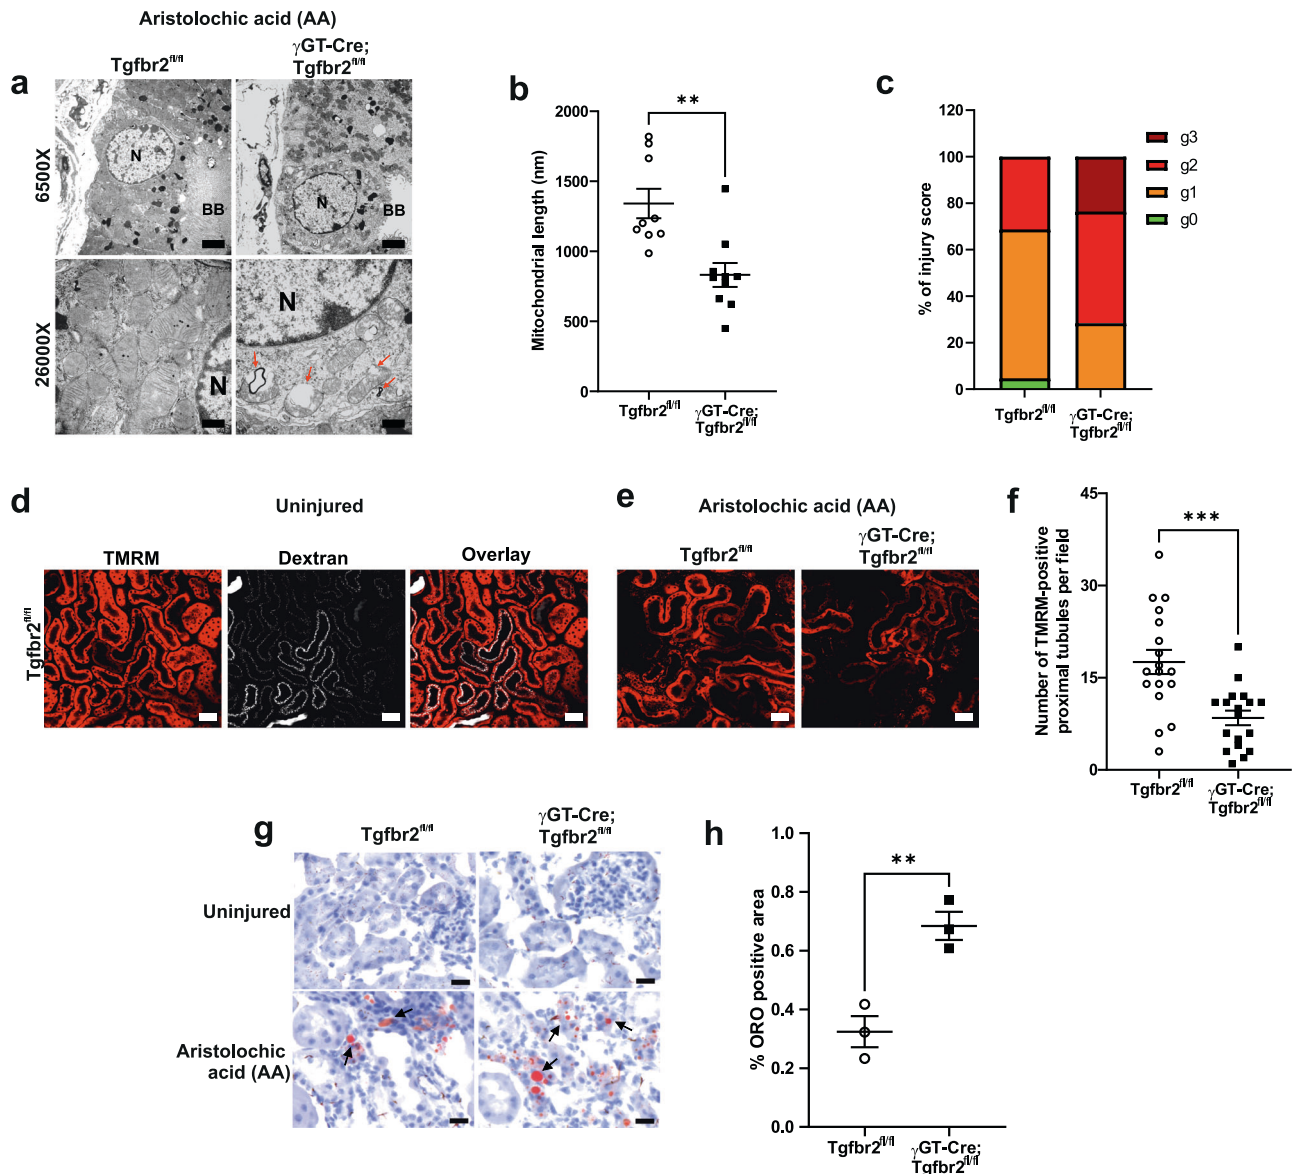 Aristolochic acid (AA)
Tgfbr2fl/fl
γGT-Cre;
Tgfbr2fl/fl
a
6500X
N
BB
N
BB
26000X
N
N
b
**
Mitochondrial length (nm)
2000
1500
1000
500
0
Tgfbr2fl/fl
γGT-Cre;
Tgfbr2fl/fl
c
% of injury score
120
100
80
60
40
20
0
g3
g2
g1
g0
Tgfbr2fl/fl
γGT-Cre;
Tgfbr2fl/fl
d
Uninjured
TMRM
Dextran
Overlay
Tgfbr2fl/fl
e
Aristolochic acid (AA)
Tgfbr2fl/fl
γGT-Cre;
Tgfbr2fl/fl
f
***
Number of TMRM-positive
proximal tubules per field
45
30
15
0
Tgfbr2fl/fl
γGT-Cre;
Tgfbr2fl/fl
g
Tgfbr2fl/fl
γGT-Cre;
Tgfbr2fl/fl
Uninjured
Aristolochic
acid (AA)
h
**
% ORO positive area
1.0
0.8
0.6
0.4
0.2
0.0
Tgfbr2fl/fl
γGT-Cre;
Tgfbr2fl/fl